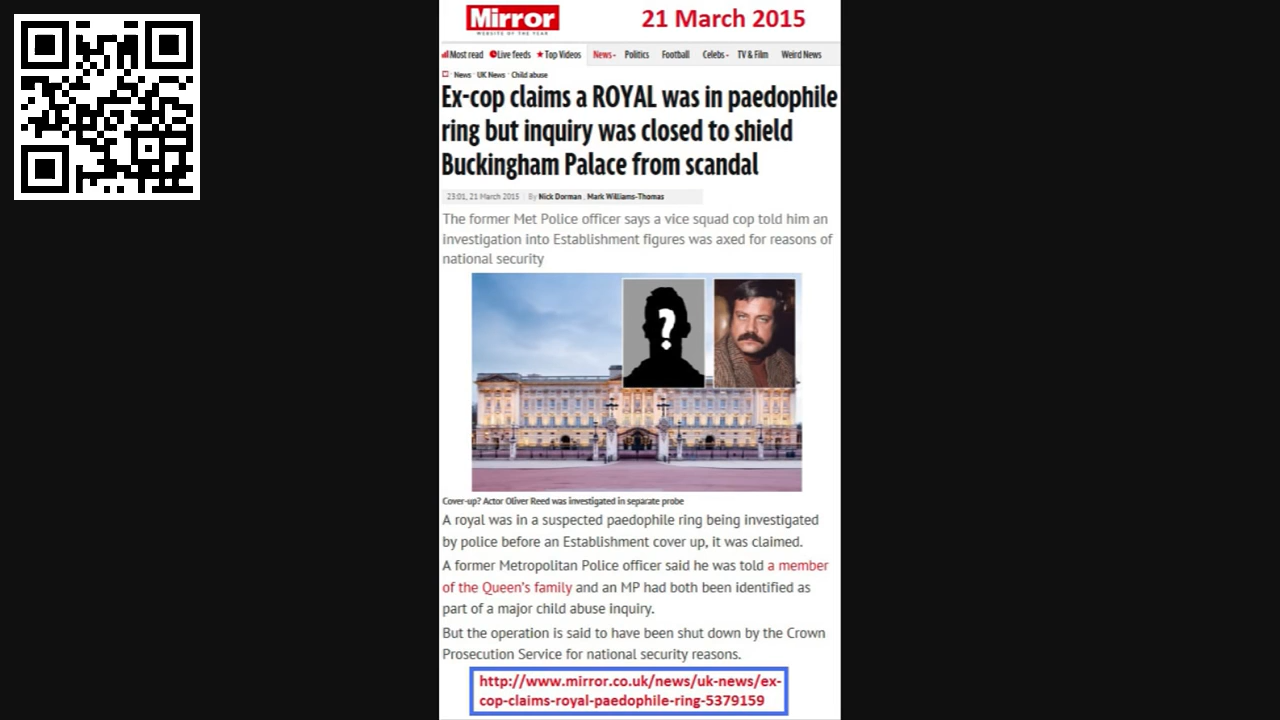 Mirror
WEBSITE OF THE YEAR
21 March 2015
Most read Live feeds Top Videos News Politics Football Celebs TV & Film Weird News
News UK News Child abuse
Ex-cop claims a ROYAL was in paedophile
ring but inquiry was closed to shield
Buckingham Palace from scandal
23:01, 21 March 2015 By Nick Dorman , Mark Williams-Thomas
The former Met Police officer says a vice squad cop told him an
investigation into Establishment figures was axed for reasons of
national security
?
Cover-up? Actor Oliver Reed was investigated in separate probe
A royal was in a suspected paedophile ring being investigated
by police before an Establishment cover up, it was claimed.
A former Metropolitan Police officer said he was told a member
of the Queen's family and an MP had both been identified as
part of a major child abuse inquiry.
But the operation is said to have been shut down by the Crown
Prosecution Service for national security reasons.
http://www.mirror.co.uk/news/uk-news/ex-
cop-claims-royal-paedophile-ring-5379159